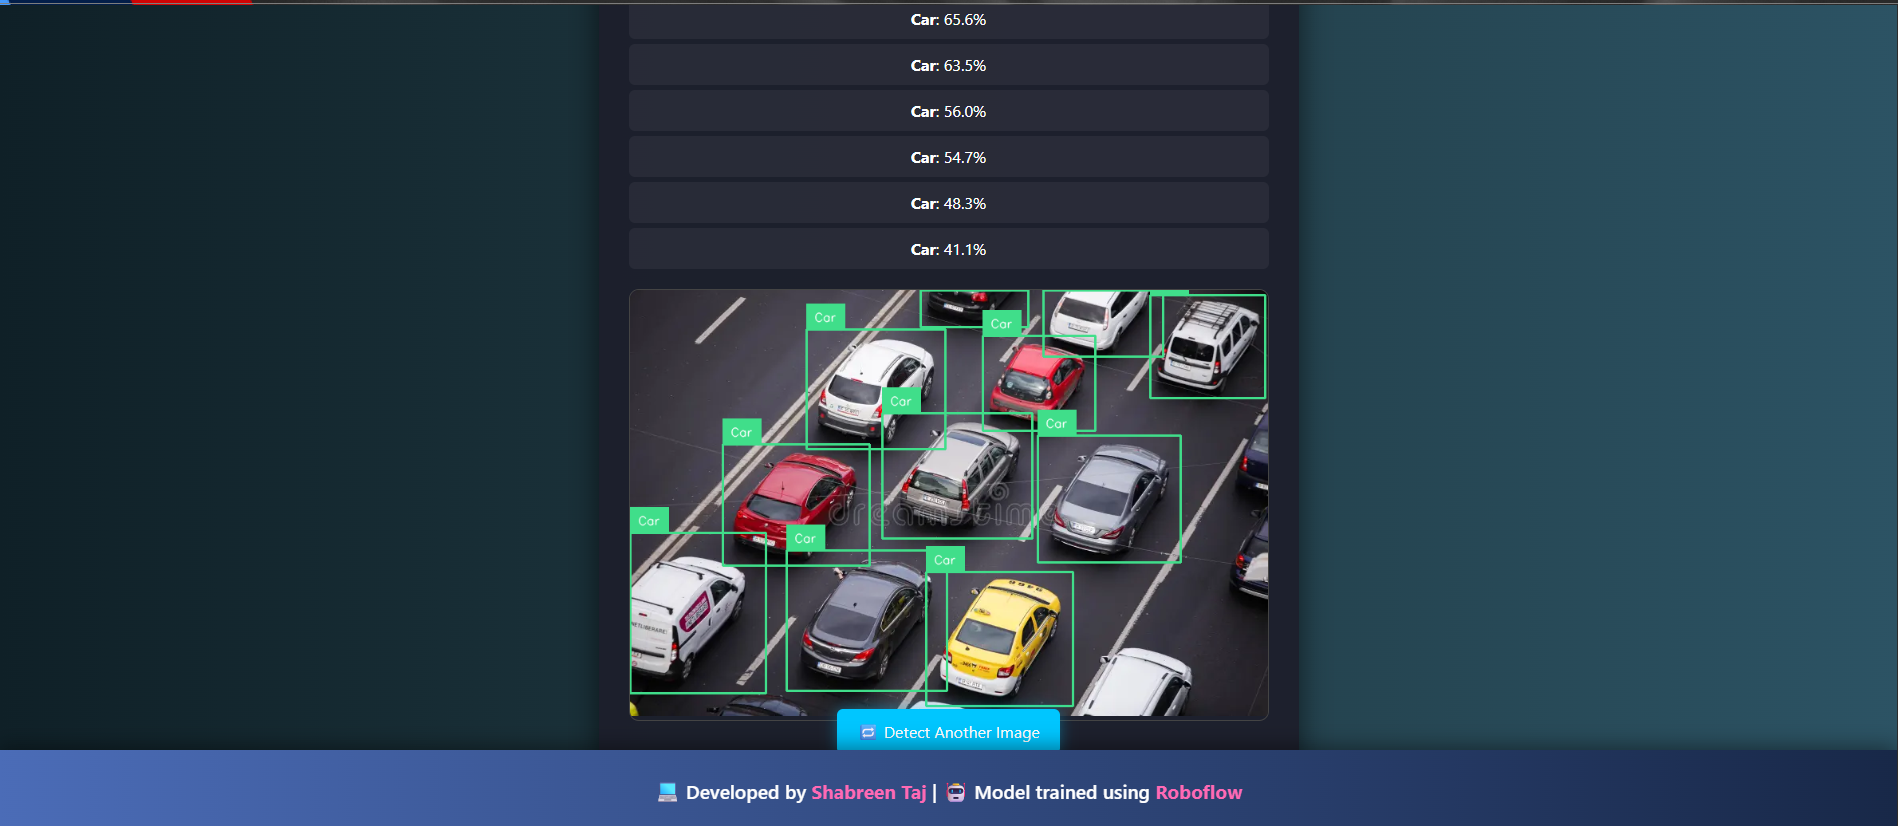 Car: 65.6%
Car: 63.5%
Car: 56.0%
Car: 54.7%
Car: 48.3%
Car: 41.1%
Car
Car
Car
Car
Car
Car
Car
Car
dreamstime
Detect Another Image
Developed by Shabreen Taj | Model trained using Roboflow